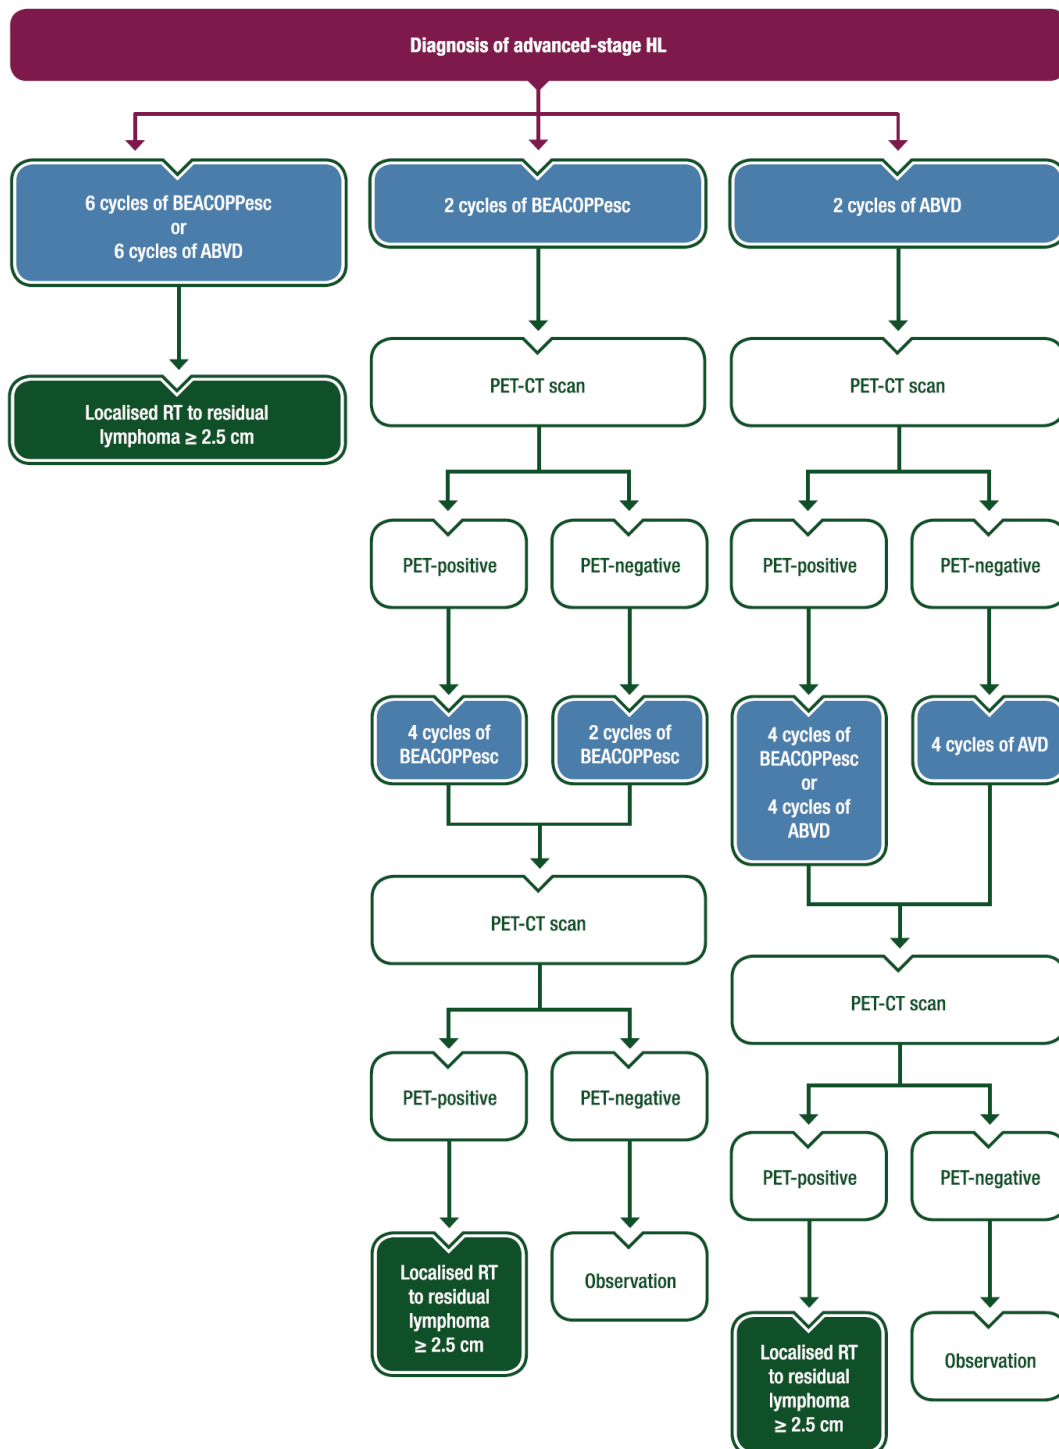 Diagnosis of advanced-stage HL
6 cycles of BEACOPPesc
or
6 cycles of ABVD
2 cycles of BEACOPPesc
2 cycles of ABVD
PET-CT scan
PET-CT scan
Localised RT to residual
lymphoma ≥ 2.5 cm
PET-positive
PET-negative
PET-positive
PET-negative
4 cycles of
BEACOPPesc
2 cycles of
BEACOPPesc
4 cycles of
BEACOPPesc
or
4 cycles of
ABVD
4 cycles of AVD
PET-CT scan
PET-CT scan
PET-positive
PET-negative
PET-positive
PET-negative
Localised RT
to residual
lymphoma
≥ 2.5 cm
Observation
Localised RT
to residual
lymphoma
≥ 2.5 cm
Observation